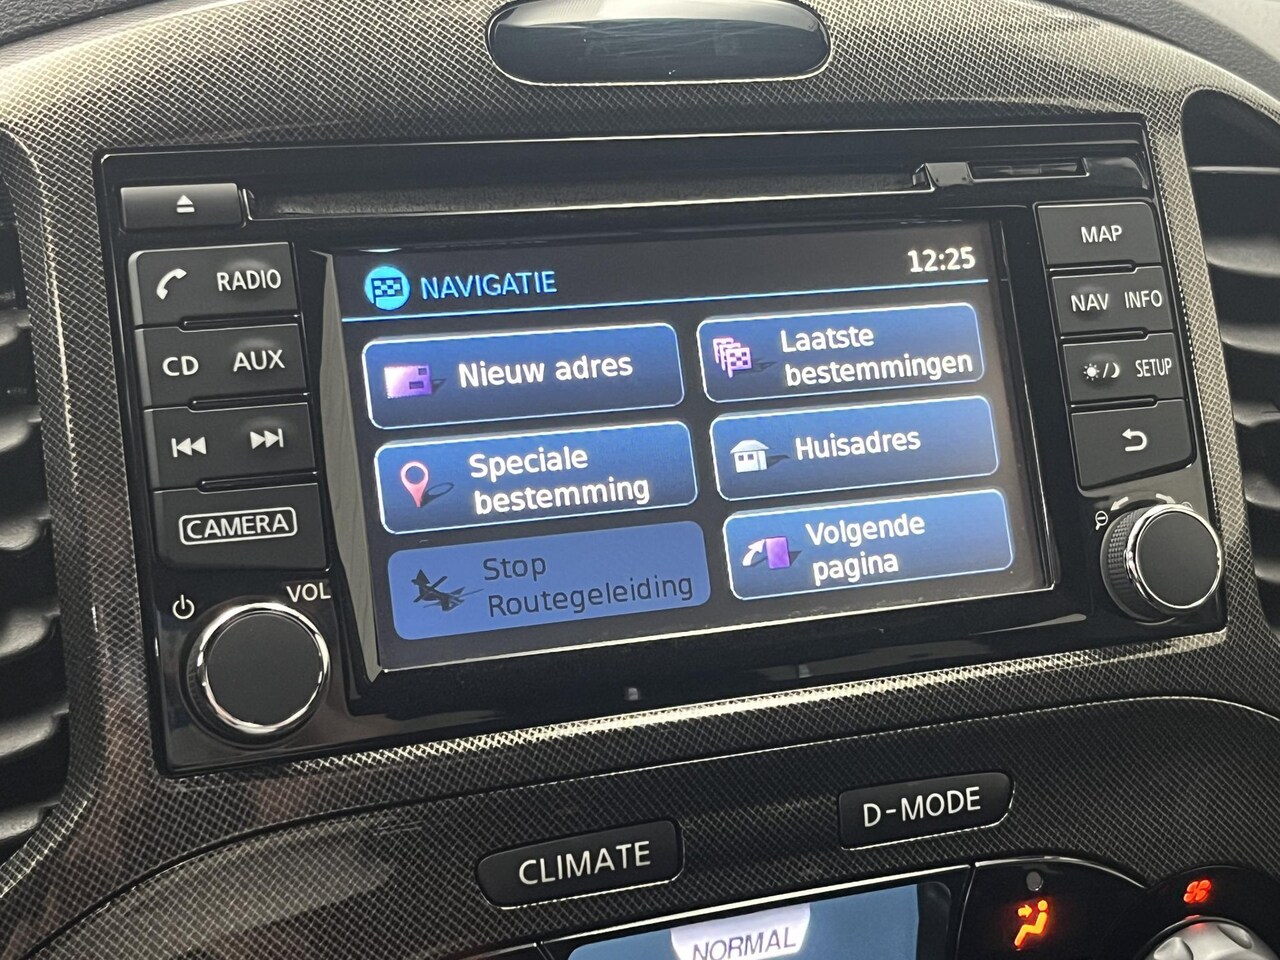 RADIO
CD AUX
CAMERA
VOL
NAVIGATIE
12:25
Nieuw adres
Laatste
bestemmingen
Speciale
bestemming
Huisadres
Stop
Routegeleiding
Volgende
pagina
MAP
NAV INFO
SETUP
CLIMATE
D-MODE
NORMAL